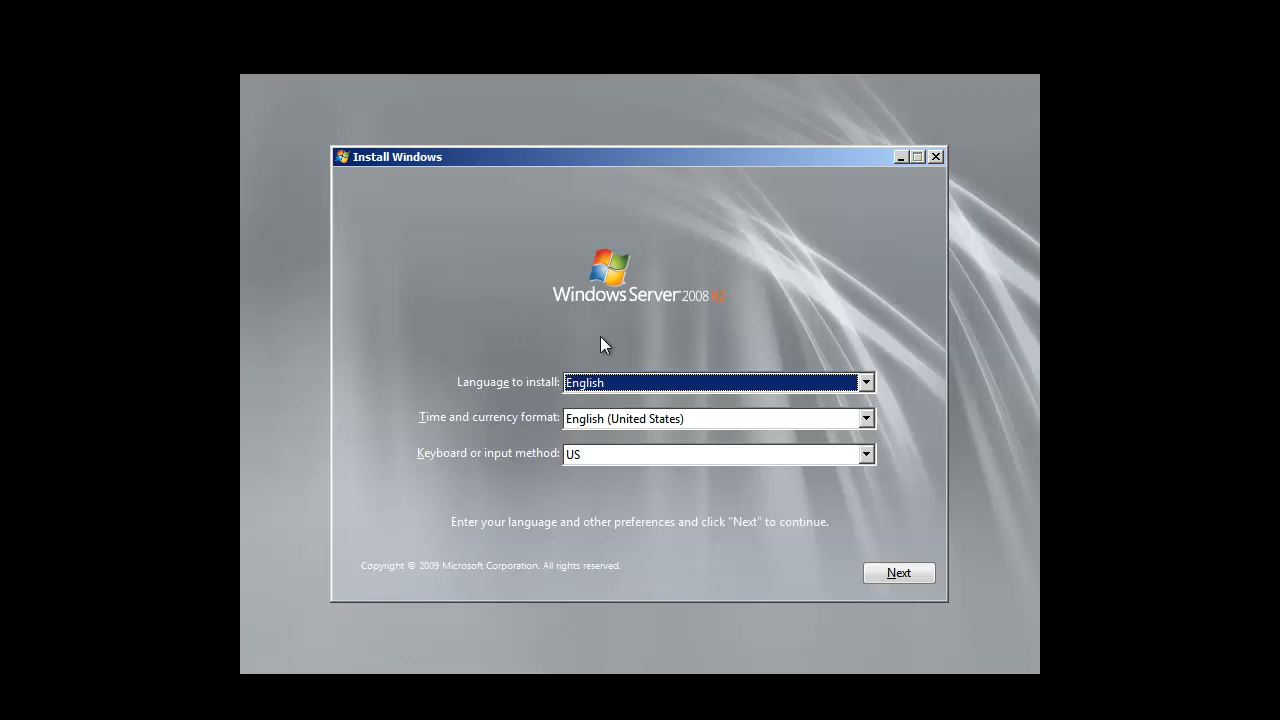 Install Windows
Windows Server 2008 R2
Language to install: English
Time and currency format: English (United States)
Keyboard or input method: US
Enter your language and other preferences and click "Next" to continue.
Copyright © 2009 Microsoft Corporation. All rights reserved.
Next